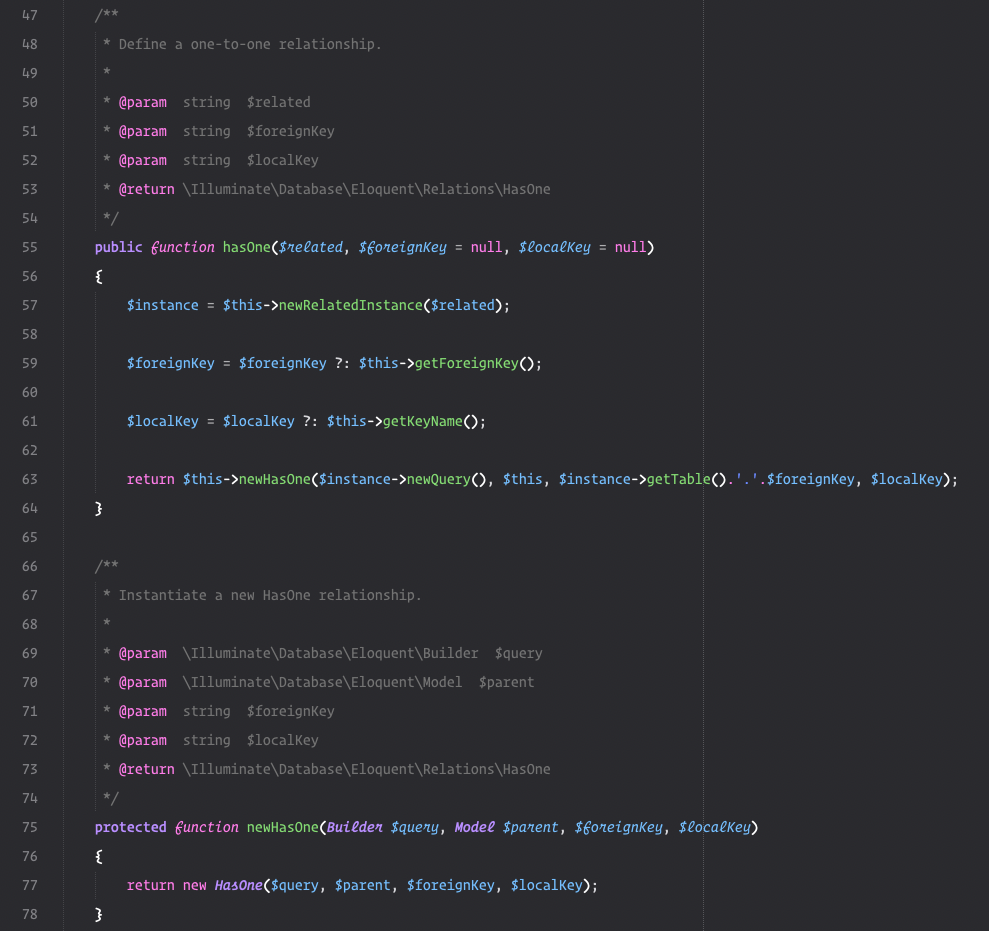 47 /**
48  * Define a one-to-one relationship.
49  *
50  * @param  string  $related
51  * @param  string  $foreignKey
52  * @param  string  $localKey
53  * @return \Illuminate\Database\Eloquent\Relations\HasOne
54  */
55 public function hasOne($related, $foreignKey = null, $localKey = null)
56 {
57     $instance = $this->newRelatedInstance($related);
58
59     $foreignKey = $foreignKey ?: $this->getForeignKey();
60
61     $localKey = $localKey ?: $this->getKeyName();
62
63     return $this->newHasOne($instance->newQuery(), $this, $instance->getTable().'.'.$foreignKey, $localKey);
64 }
65
66 /**
67  * Instantiate a new HasOne relationship.
68  *
69  * @param  \Illuminate\Database\Eloquent\Builder  $query
70  * @param  \Illuminate\Database\Eloquent\Model  $parent
71  * @param  string  $foreignKey
72  * @param  string  $localKey
73  * @return \Illuminate\Database\Eloquent\Relations\HasOne
74  */
75 protected function newHasOne(Builder $query, Model $parent, $foreignKey, $localKey)
76 {
77     return new HasOne($query, $parent, $foreignKey, $localKey);
78 }